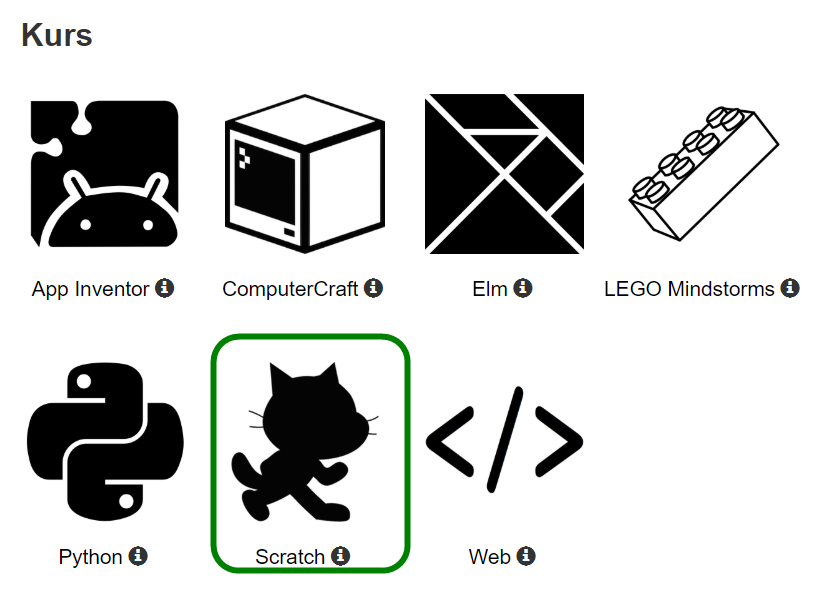 Kurs
App Inventor
ComputerCraft
Elm
LEGO Mindstorms
Python
Scratch
Web